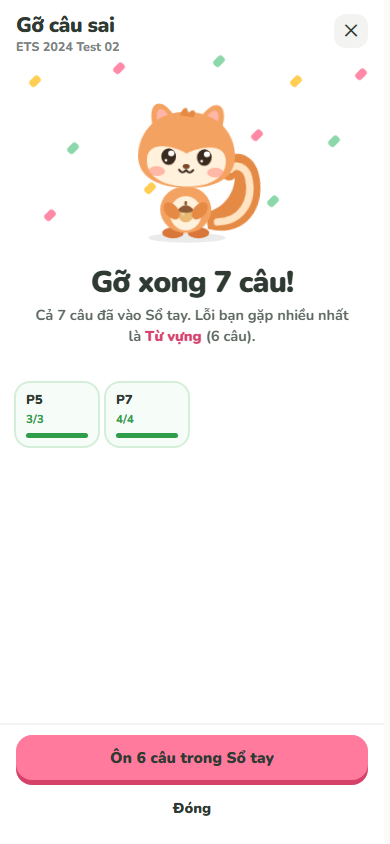 Gỡ câu sai
ETS 2024 Test 02
Gỡ xong 7 câu!
Cả 7 câu đã vào Sổ tay. Lỗi bạn gặp nhiều nhất
là Từ vựng (6 câu).
P5
3/3
P7
4/4
Ôn 6 câu trong Sổ tay
Đóng